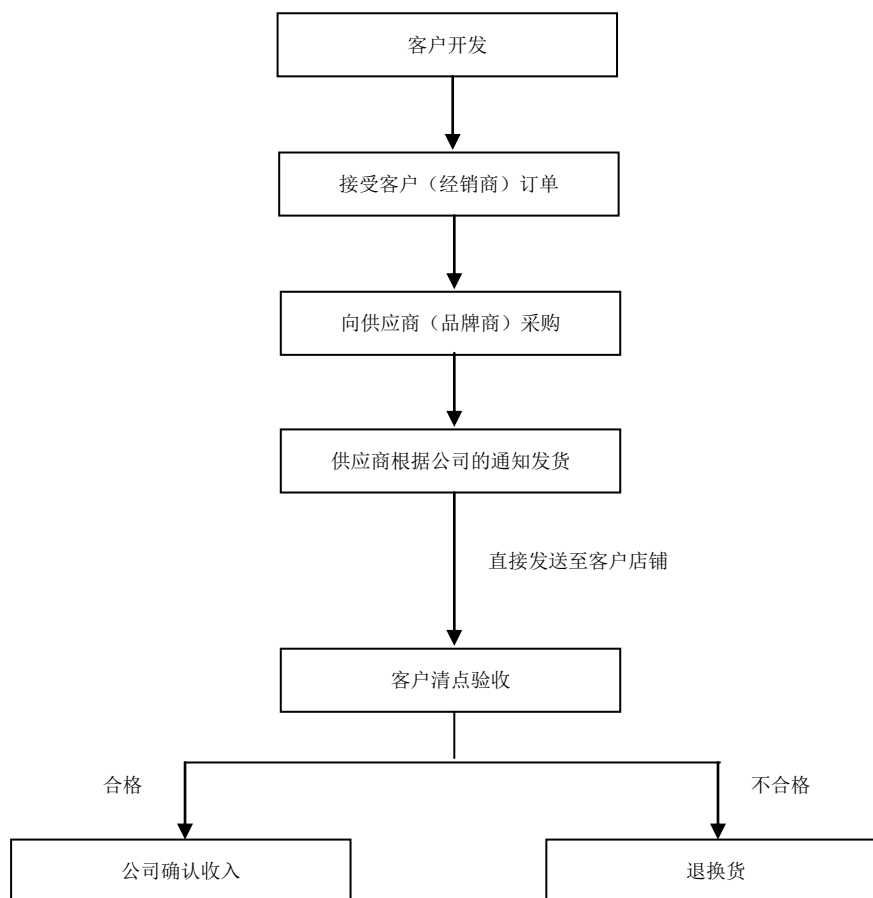 客户开发
接受客户（经销商）订单
向供应商（品牌商）采购
供应商根据公司的通知发货
直接发送至客户店铺
客户清点验收
合格
不合格
公司确认收入
退换货